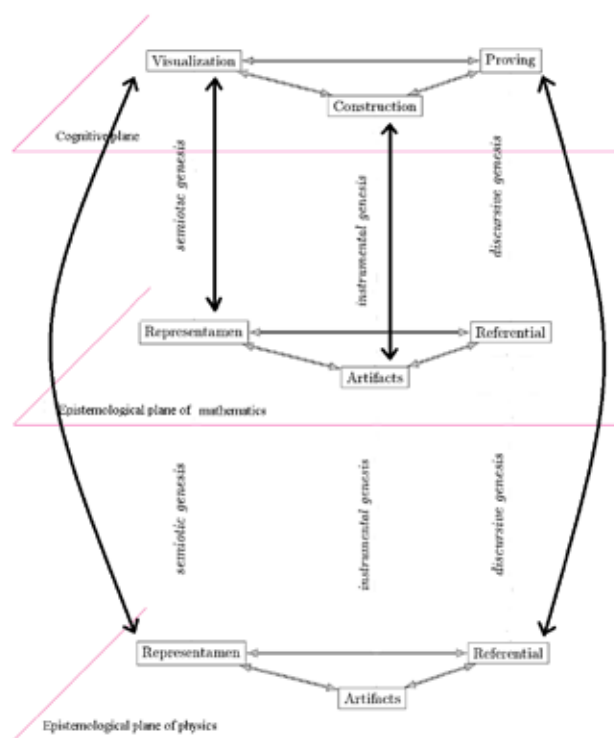 Visualization
Proving
Construction
Cognitive plane
semiotic genesis
instrumental genesis
discursive genesis
Representamen
Referential
Artifacts
Epistemological plane of mathematics
semiotic genesis
instrumental genesis
discursive genesis
Representamen
Referential
Artifacts
Epistemological plane of physics